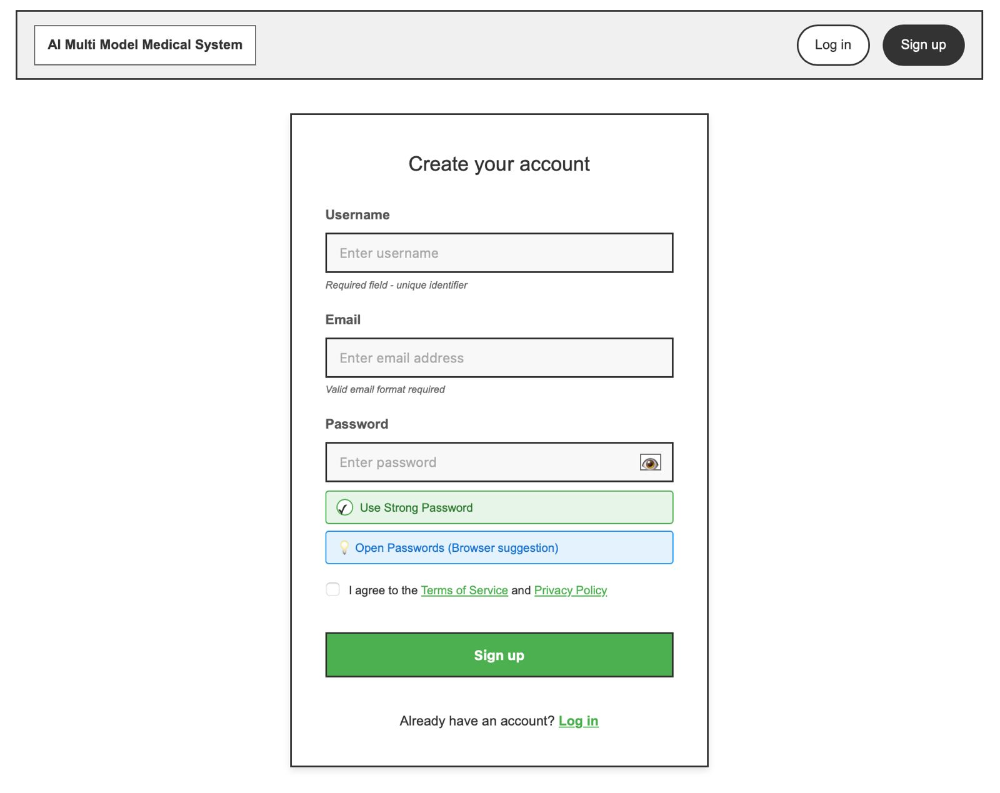 AI Multi Model Medical System
Log in
Sign up
Create your account
Username
Enter username
Required field - unique identifier
Email
Enter email address
Valid email format required
Password
Enter password
Use Strong Password
Open Passwords (Browser suggestion)
I agree to the Terms of Service and Privacy Policy
Sign up
Already have an account? Log in